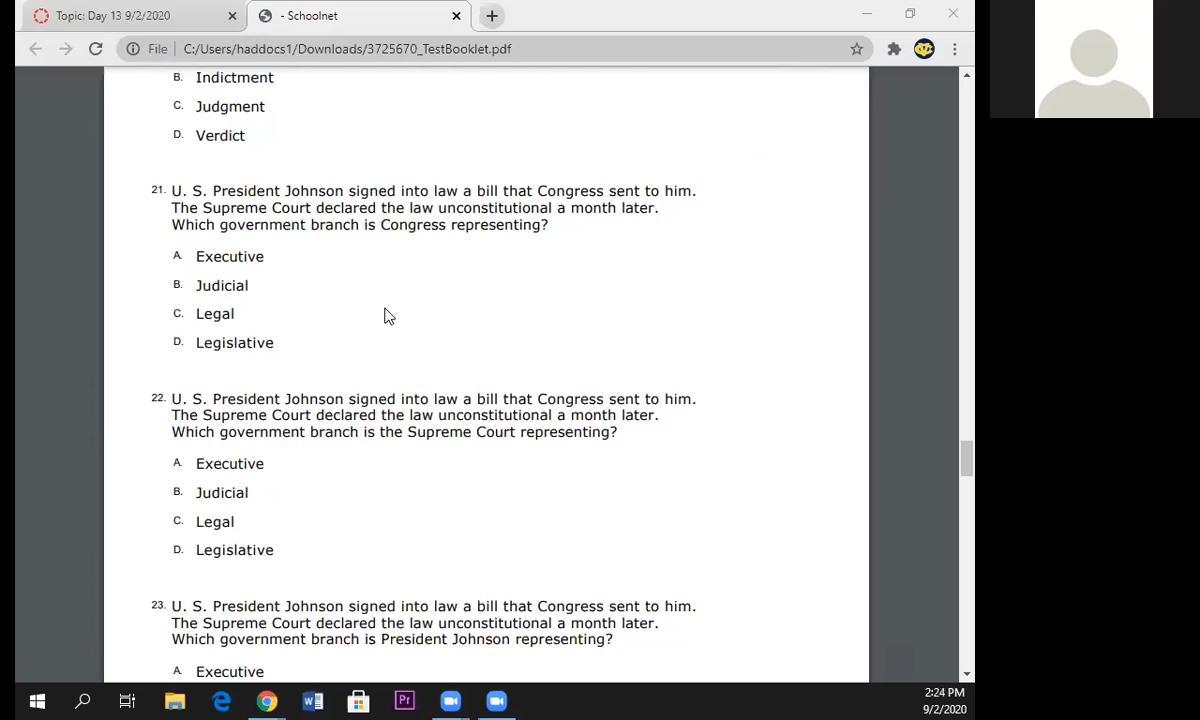 Topic: Day 13 9/2/2020
- Schoolnet
File
C:/Users/haddocs1/Downloads/3725670_TestBooklet.pdf
B. Indictment
C. Judgment
D. Verdict
21. U. S. President Johnson signed into law a bill that Congress sent to him.
The Supreme Court declared the law unconstitutional a month later.
Which government branch is Congress representing?
A. Executive
B. Judicial
C. Legal
D. Legislative
22. U. S. President Johnson signed into law a bill that Congress sent to him.
The Supreme Court declared the law unconstitutional a month later.
Which government branch is the Supreme Court representing?
A. Executive
B. Judicial
C. Legal
D. Legislative
23. U. S. President Johnson signed into law a bill that Congress sent to him.
The Supreme Court declared the law unconstitutional a month later.
Which government branch is President Johnson representing?
A. Executive
W
Pr
2:24 PM
9/2/2020